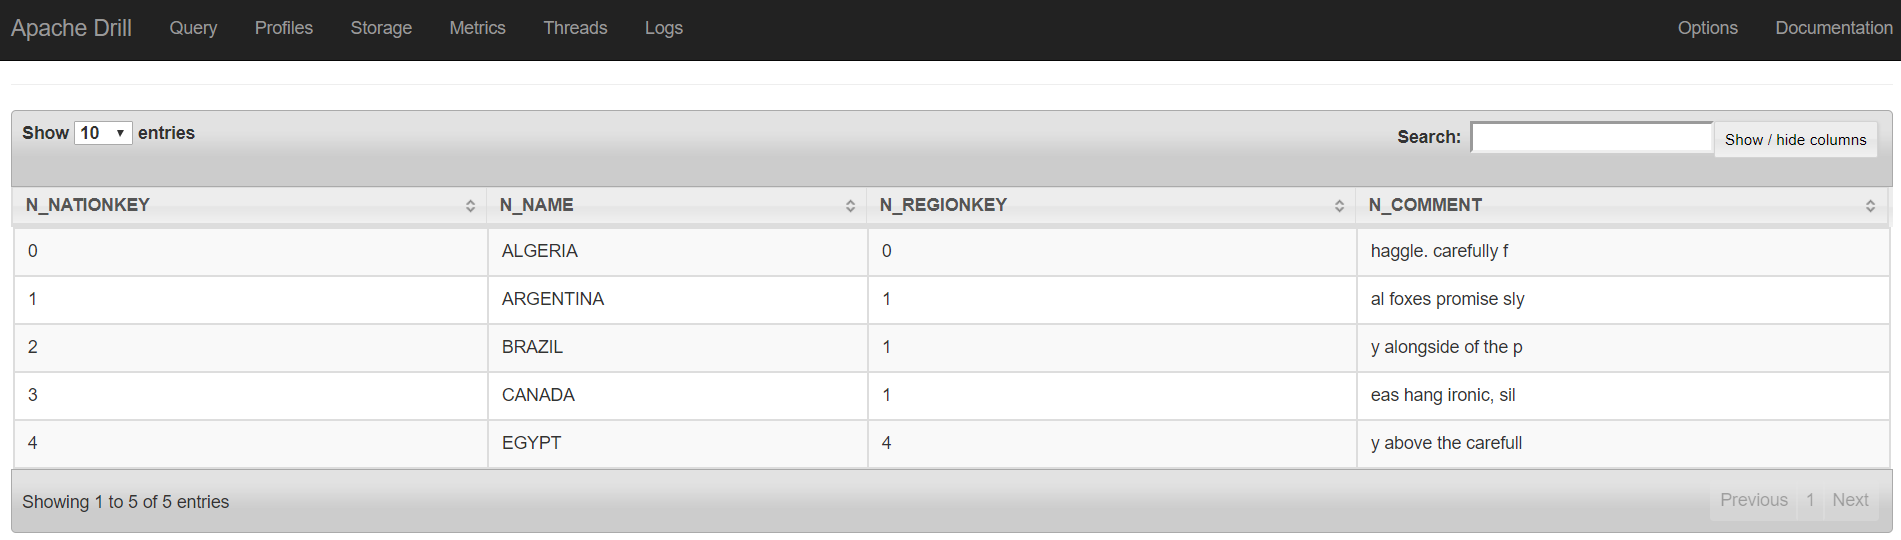 Apache Drill Query Profiles Storage Metrics Threads Logs Options Documentation
Show 10 entries Search: Show / hide columns
N_NATIONKEY N_NAME N_REGIONKEY N_COMMENT
0 ALGERIA 0 haggle. carefully f
1 ARGENTINA 1 al foxes promise sly
2 BRAZIL 1 y alongside of the p
3 CANADA 1 eas hang ironic, sil
4 EGYPT 4 y above the carefull
Showing 1 to 5 of 5 entries Previous 1 Next